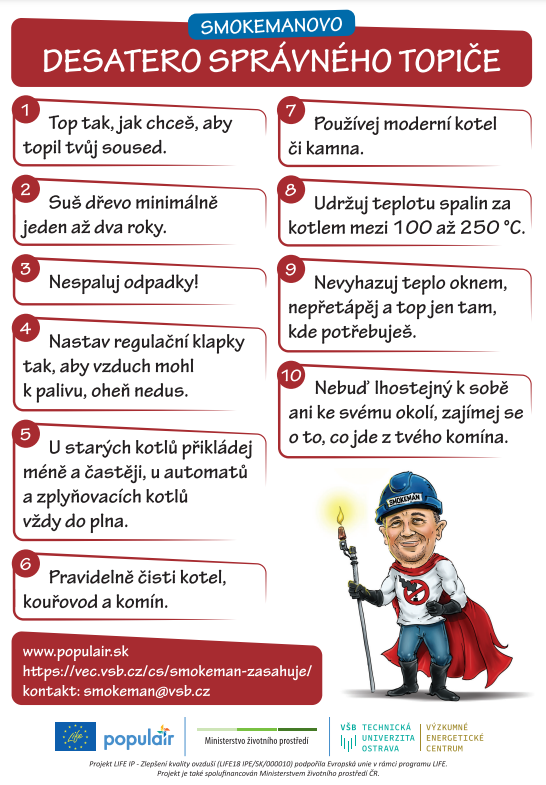 SMOKEMANOVO
DESATERO SPRÁVNÉHO TOPIČE
1
Top tak, jak chceš, aby
topil tvůj soused.
2
Suš dřevo minimálně
jeden až dva roky.
3
Nespaluj odpadky!
4
Nastav regulační klapky
tak, aby vzduch mohl
k palivu, oheň nedus.
5
U starých kotlů přikládej
méně a častěji, u automatů
a zplyňovacích kotlů
vždy do plna.
6
Pravidelně čisti kotel,
kouřovod a komín.
7
Používej moderní kotel
či kamna.
8
Udržuj teplotu spalin za
kotlem mezi 100 až 250 °C.
9
Nevyhazuj teplo oknem,
nepřetápěj a top jen tam,
kde potřebuješ.
10
Nebuď lhostejný k sobě
ani ke svému okolí, zajímej se
o to, co jde z tvého komína.
SMOKEMAN
www.populair.sk
https://vec.vsb.cz/cs/smokeman-zasahuje/
kontakt: smokeman@vsb.cz
Life
populair
Ministerstvo životního prostředí
VŠB TECHNICKÁ
UNIVERZITA
OSTRAVA
VÝZKUMNÉ
ENERGETICKÉ
CENTRUM
Projekt LIFE IP - Zlepšení kvality ovzduší (LIFE18 IPE/SK/000010) podpořila Evropská unie v rámci programu LIFE.
Projekt je také spolufinancován Ministerstvem životního prostředí ČR.